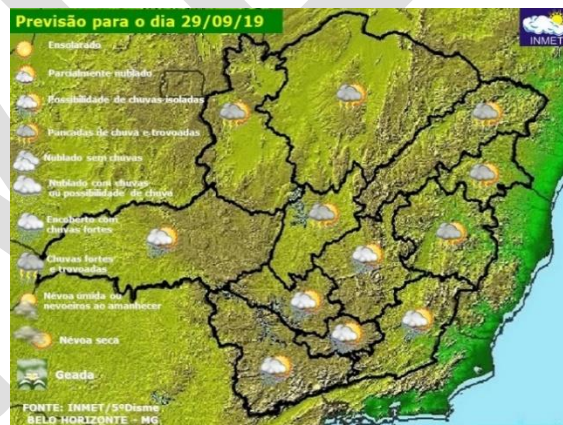 Previsão para o dia 29/09/19
INMET
Ensolarado
Parcialmente nublado
Possibilidade de chuvas isoladas
Pancadas de chuva e trovoadas
Nublado sem chuvas
Nublado com chuvas
ou possibilidade de chuva
Encoberto com
chuvas fortes
Chuvas fortes
e trovoadas
Névoa úmida ou
nevoeiros ao amanhecer
Névoa seca
Geada
FONTE: INMET/5ºDisme
BELO HORIZONTE - MG